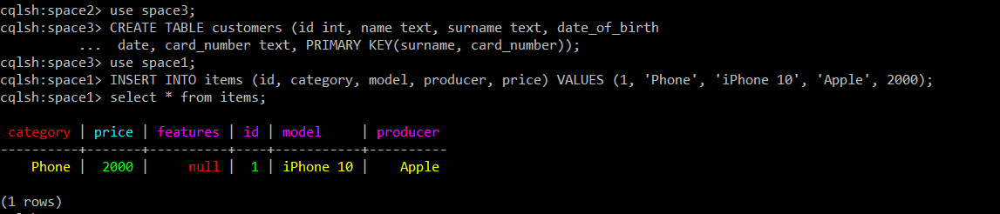 cqlsh:space2> use space3;
cqlsh:space3> CREATE TABLE customers (id int, name text, surname text, date_of_birth
          ...  date, card_number text, PRIMARY KEY(surname, card_number));
cqlsh:space3> use space1;
cqlsh:space1> INSERT INTO items (id, category, model, producer, price) VALUES (1, 'Phone', 'iPhone 10', 'Apple', 2000);
cqlsh:space1> select * from items;

 category | price | features | id | model     | producer
----------+-------+----------+----+-----------+----------
    Phone |  2000 |     null |  1 | iPhone 10 |    Apple

(1 rows)